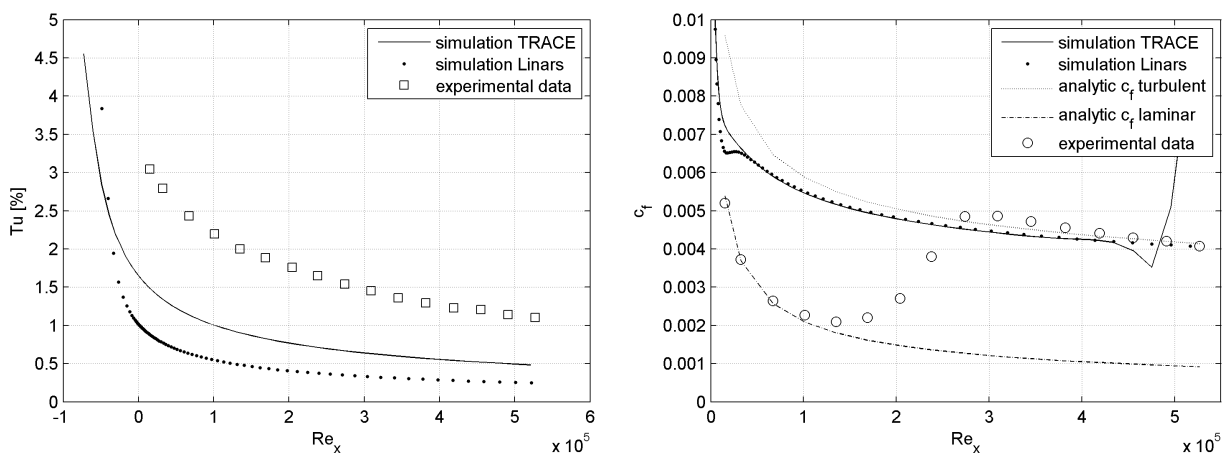 5
4.5
4
3.5
3
2.5
2
1.5
1
0.5
0
Tu [%]
simulation TRACE
simulation Linars
experimental data
-1 0 1 2 3 4 5 6
Re_x
x 10^5
0.01
0.009
0.008
0.007
0.006
0.005
0.004
0.003
0.002
0.001
0
c_f
simulation TRACE
simulation Linars
analytic c_f turbulent
analytic c_f laminar
experimental data
0 1 2 3 4 5
Re_x
x 10^5